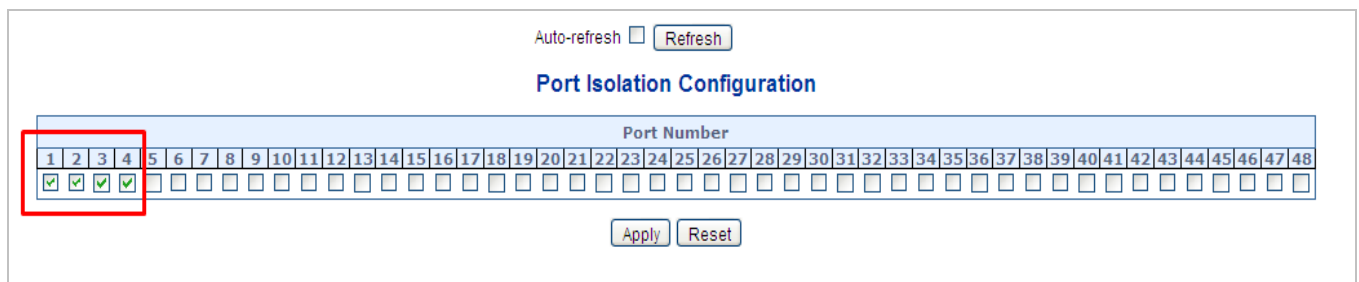 Auto-refresh Refresh
Port Isolation Configuration
Port Number
1 2 3 4 5 6 7 8 9 10 11 12 13 14 15 16 17 18 19 20 21 22 23 24 25 26 27 28 29 30 31 32 33 34 35 36 37 38 39 40 41 42 43 44 45 46 47 48
Apply Reset